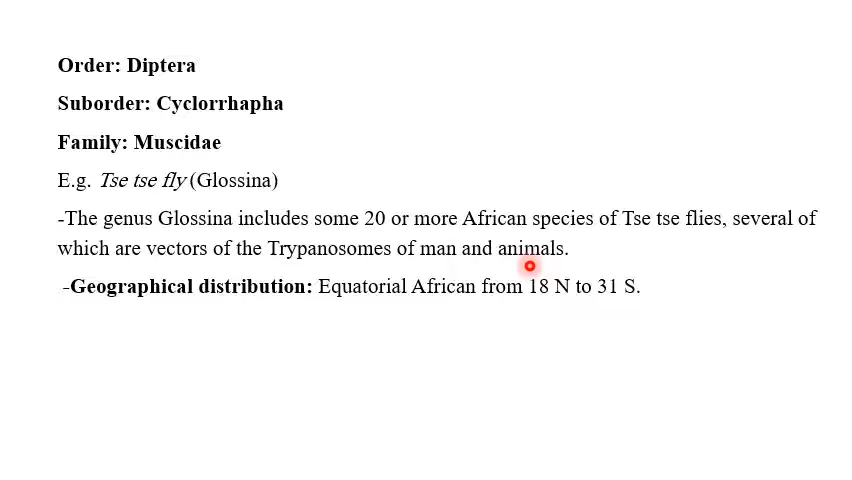 Order: Diptera
Suborder: Cyclorrhapha
Family: Muscidae
E.g. Tse tse fly (Glossina)
-The genus Glossina includes some 20 or more African species of Tse tse flies, several of
which are vectors of the Trypanosomes of man and animals.
-Geographical distribution: Equatorial African from 18 N to 31 S.